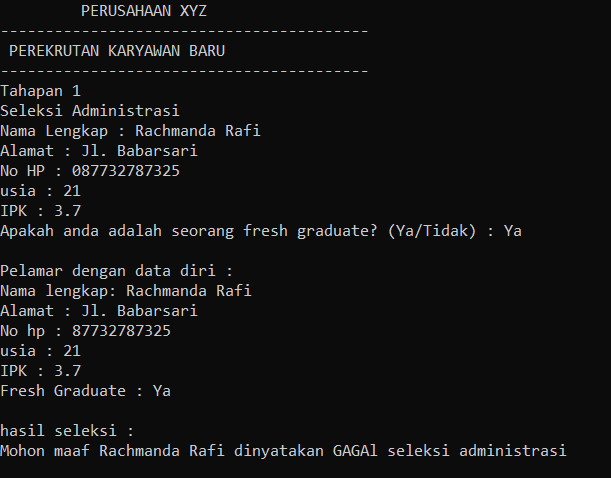 PERUSAHAAN XYZ
-----------------------------------------
PEREKRUTAN KARYAWAN BARU
-----------------------------------------
Tahapan 1
Seleksi Administrasi
Nama Lengkap : Rachmanda Rafi
Alamat : Jl. Babarsari
No HP : 087732787325
usia : 21
IPK : 3.7
Apakah anda adalah seorang fresh graduate? (Ya/Tidak) : Ya
Pelamar dengan data diri :
Nama lengkap: Rachmanda Rafi
Alamat : Jl. Babarsari
No hp : 87732787325
usia : 21
IPK : 3.7
Fresh Graduate : Ya
hasil seleksi :
Mohon maaf Rachmanda Rafi dinyatakan GAGAl seleksi administrasi